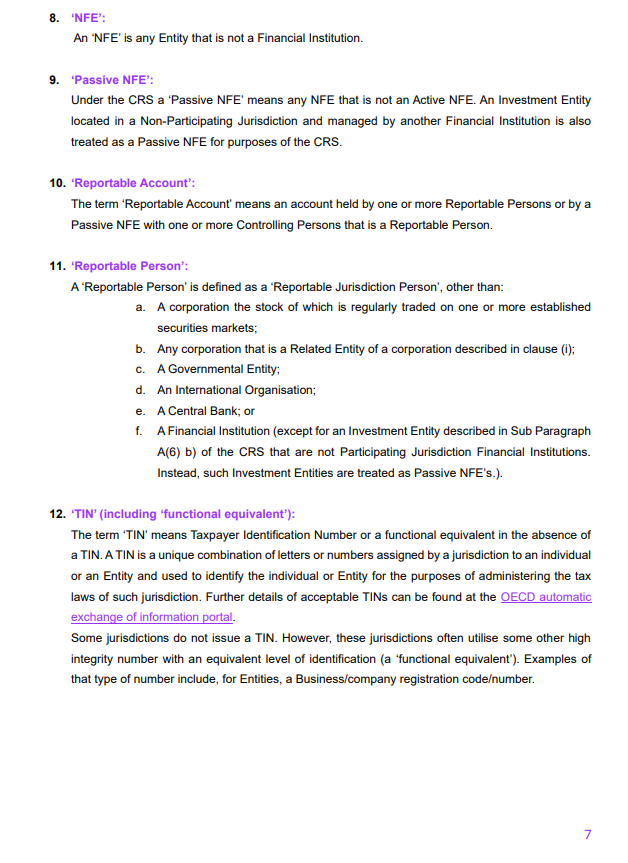 8. ‘NFE’:
An ‘NFE’ is any Entity that is not a Financial Institution.
9. ‘Passive NFE’:
Under the CRS a ‘Passive NFE’ means any NFE that is not an Active NFE. An Investment Entity
located in a Non-Participating Jurisdiction and managed by another Financial Institution is also
treated as a Passive NFE for purposes of the CRS.
10. ‘Reportable Account’:
The term ‘Reportable Account’ means an account held by one or more Reportable Persons or by a
Passive NFE with one or more Controlling Persons that is a Reportable Person.
11. ‘Reportable Person’:
A ‘Reportable Person’ is defined as a ‘Reportable Jurisdiction Person’, other than:
a. A corporation the stock of which is regularly traded on one or more established
securities markets;
b. Any corporation that is a Related Entity of a corporation described in clause (i);
c. A Governmental Entity;
d. An International Organisation;
e. A Central Bank; or
f. A Financial Institution (except for an Investment Entity described in Sub Paragraph
A(6) b) of the CRS that are not Participating Jurisdiction Financial Institutions.
Instead, such Investment Entities are treated as Passive NFE’s.).
12. ‘TIN’ (including ‘functional equivalent’):
The term ‘TIN’ means Taxpayer Identification Number or a functional equivalent in the absence of
a TIN. A TIN is a unique combination of letters or numbers assigned by a jurisdiction to an individual
or an Entity and used to identify the individual or Entity for the purposes of administering the tax
laws of such jurisdiction. Further details of acceptable TINs can be found at the OECD automatic
exchange of information portal.
Some jurisdictions do not issue a TIN. However, these jurisdictions often utilise some other high
integrity number with an equivalent level of identification (a ‘functional equivalent’). Examples of
that type of number include, for Entities, a Business/company registration code/number.
7